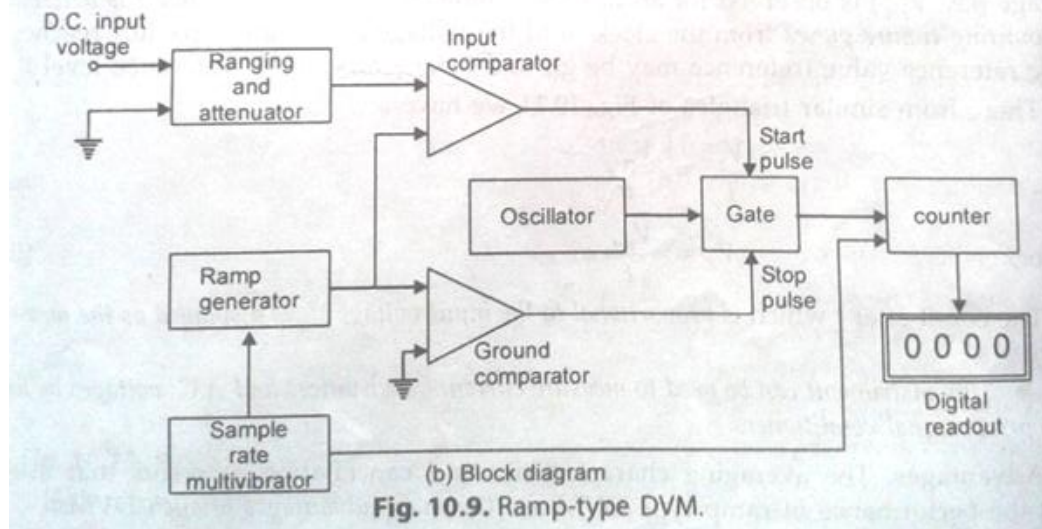 D.C. input
voltage
Ranging
and
attenuator
Input
comparator
Start
pulse
Oscillator
Gate
counter
Ramp
generator
Stop
pulse
Ground
comparator
0 0 0 0
Digital
readout
Sample
rate
multivibrator
(b) Block diagram
Fig. 10.9. Ramp-type DVM.